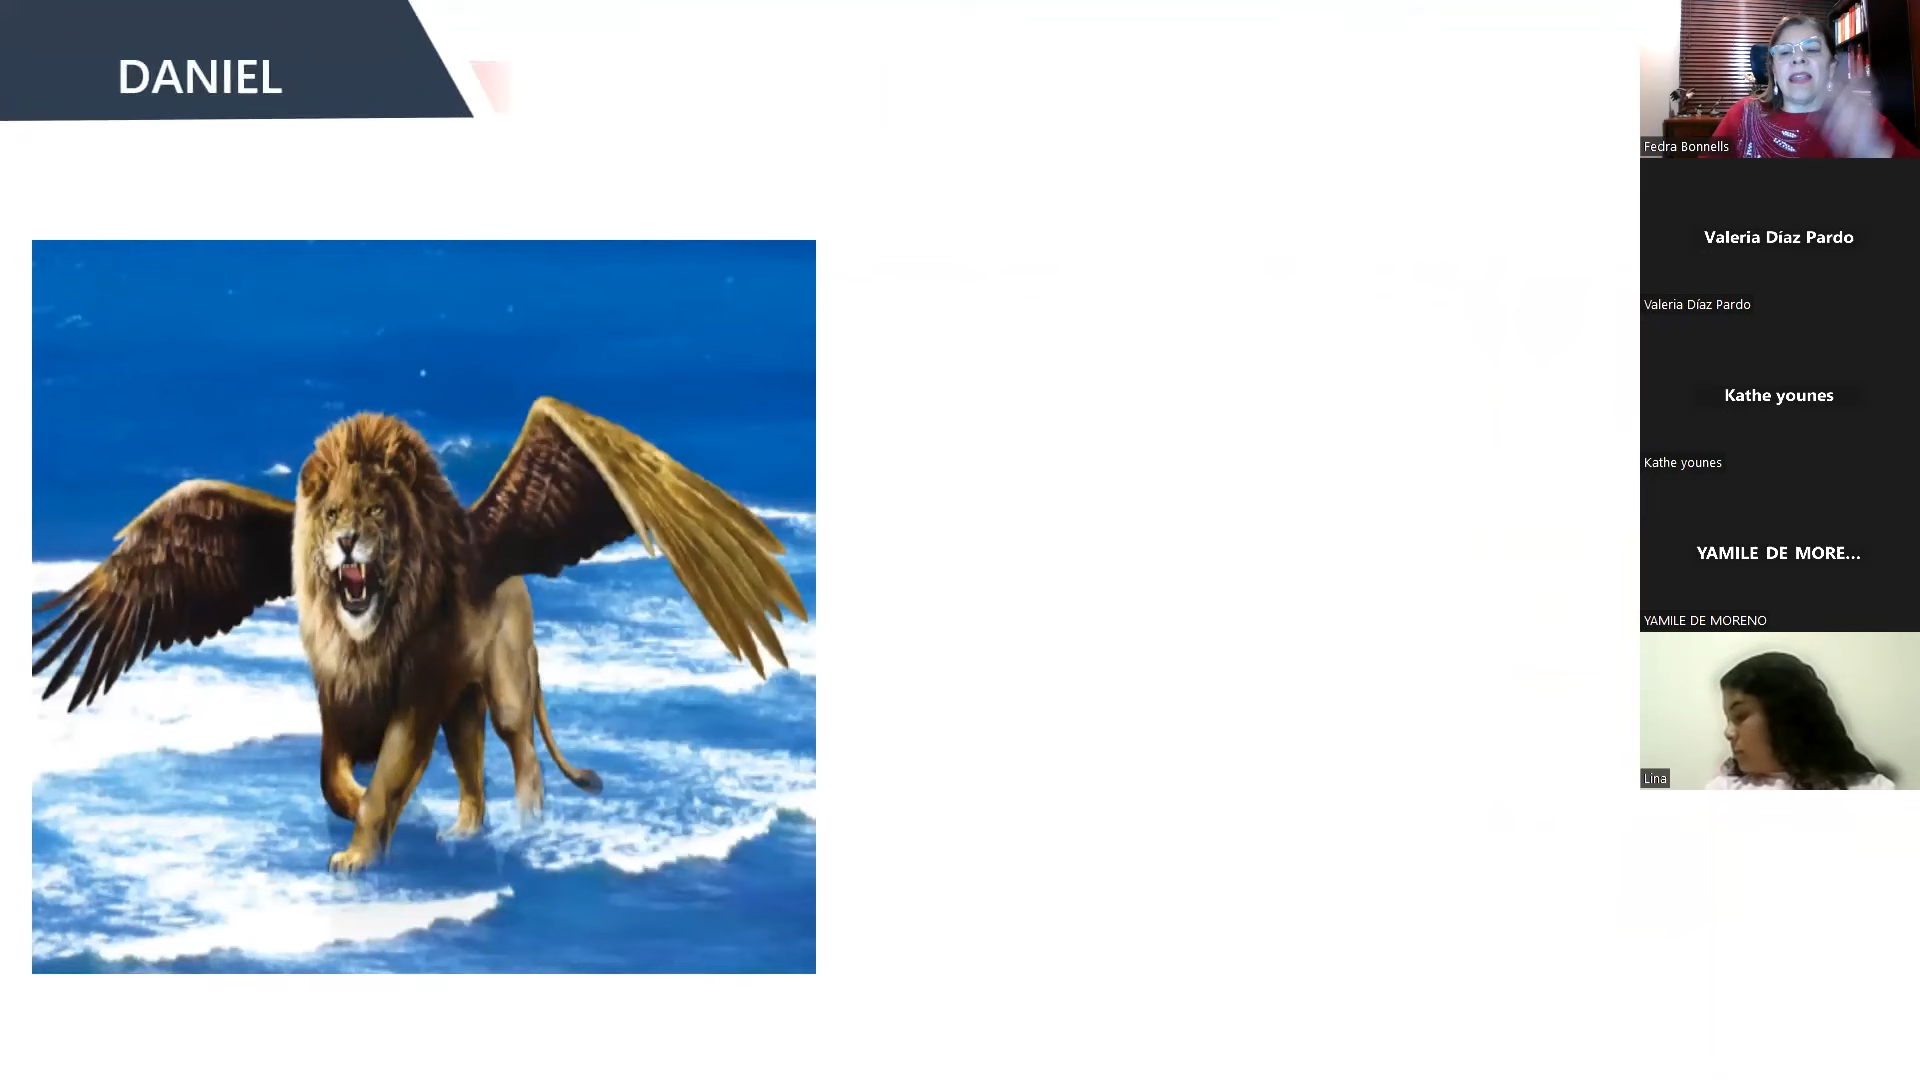 DANIEL
Fedra Bonnells
Valeria Díaz Pardo
Valeria Díaz Pardo
Kathe younes
Kathe younes
YAMILE DE MORE...
YAMILE DE MORENO
Lina